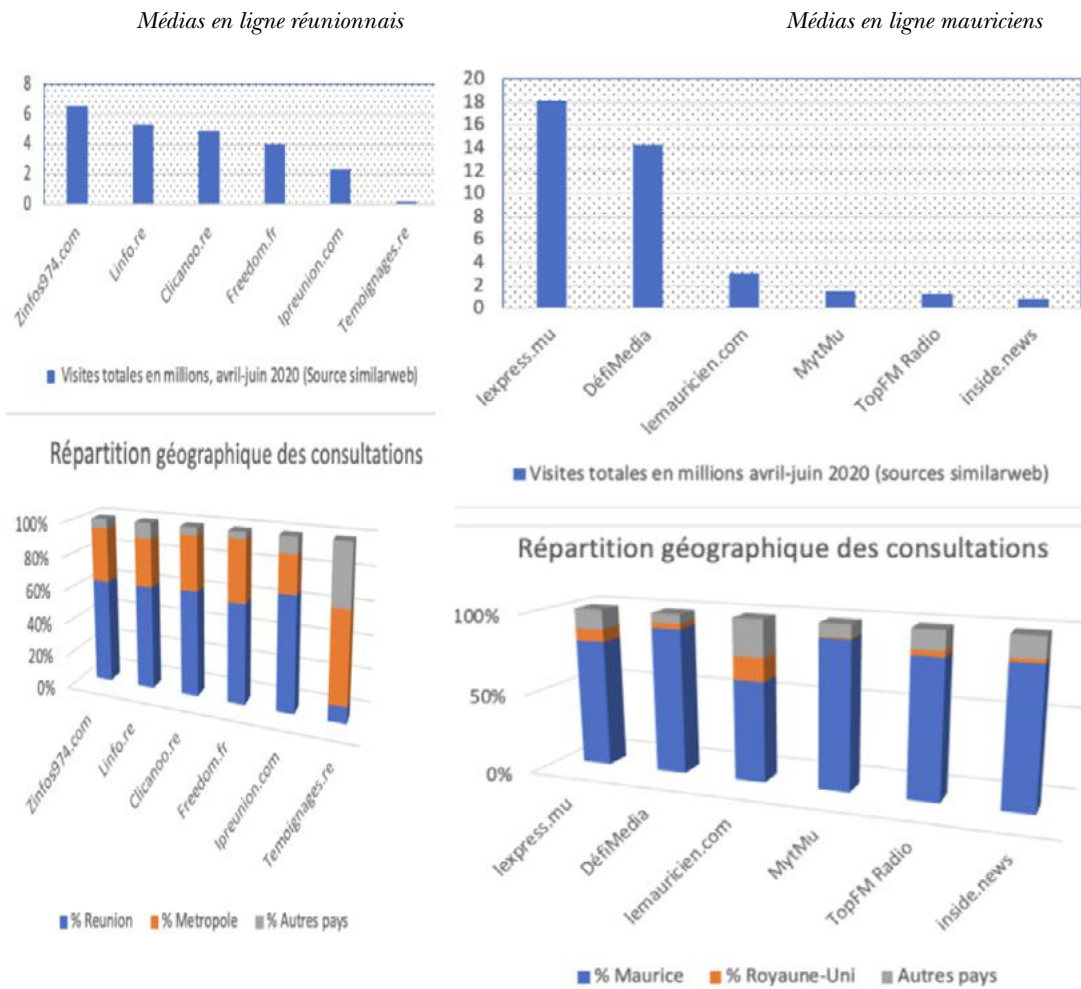 Médias en ligne réunionnais
Médias en ligne mauriciens
8
6
4
2
0
Zinfos974.com
Linfo.re
Clicanoo.re
Freedom.fr
Ipreunion.com
Temoignages.re
Visites totales en millions, avril-juin 2020 (Source similarweb)
20
18
16
14
12
10
8
6
4
2
0
lexpress.mu
DéfiMedia
lemauricien.com
MytMu
TopFM Radio
inside.news
Visites totales en millions avril-juin 2020 (sources similarweb)
Répartition géographique des consultations
100%
80%
60%
40%
20%
0%
Zinfos974.com
Linfo.re
Clicanoo.re
Freedom.fr
Ipreunion.com
Temoignages.re
% Reunion % Metropole % Autres pays
Répartition géographique des consultations
100%
50%
0%
lexpress.mu
DéfiMedia
lemauricien.com
MytMu
TopFM Radio
inside.news
% Maurice % Royaune-Uni Autres pays